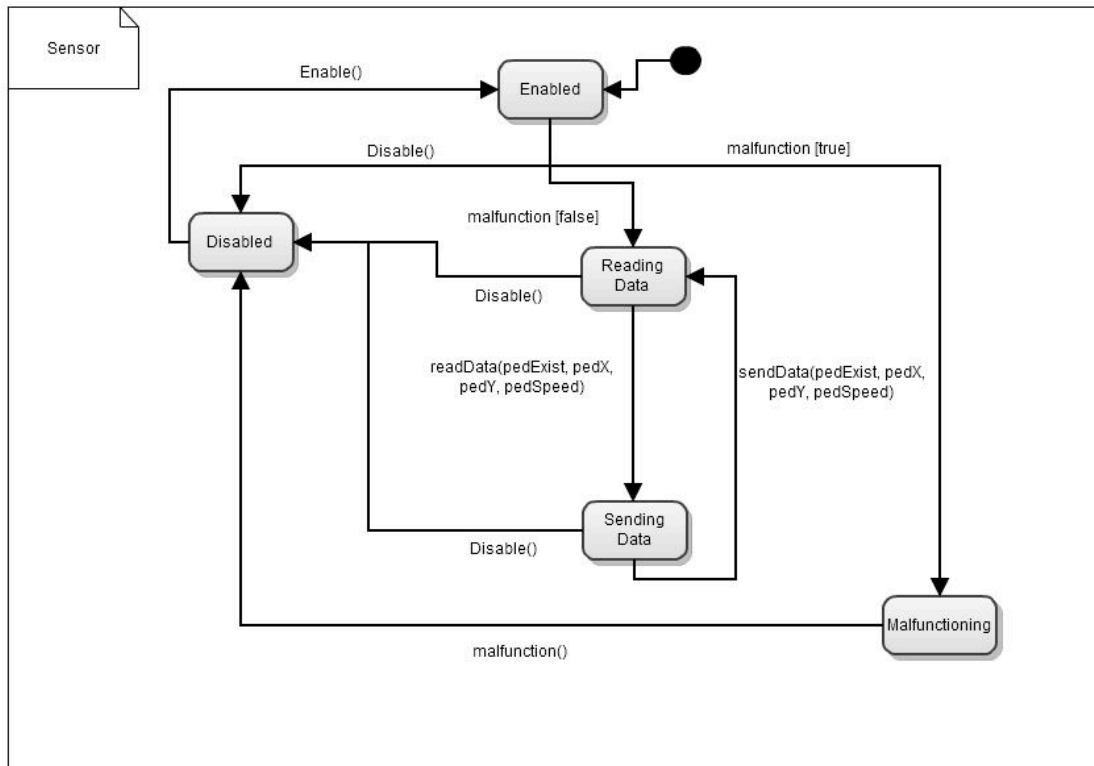 Sensor
Enable()
Enabled
Disable()
malfunction [true]
Disabled
malfunction [false]
Reading
Data
Disable()
readData(pedExist, pedX,
pedY, pedSpeed)
sendData(pedExist, pedX,
pedY, pedSpeed)
Sending
Data
Disable()
Malfunctioning
malfunction()